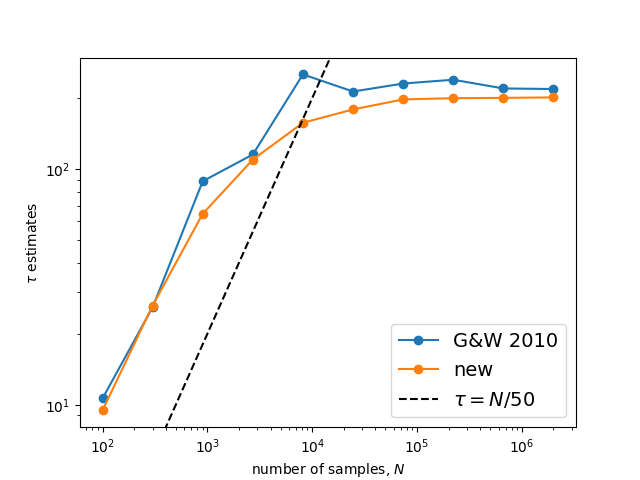 10²
10¹
τ estimates
10²
10³
10⁴
10⁵
10⁶
number of samples, N
G&W 2010
new
τ = N/50